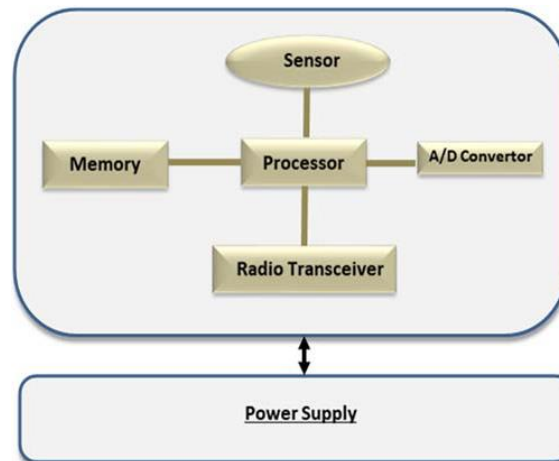 Sensor
Memory
Processor
A/D Convertor
Radio Transceiver
Power Supply